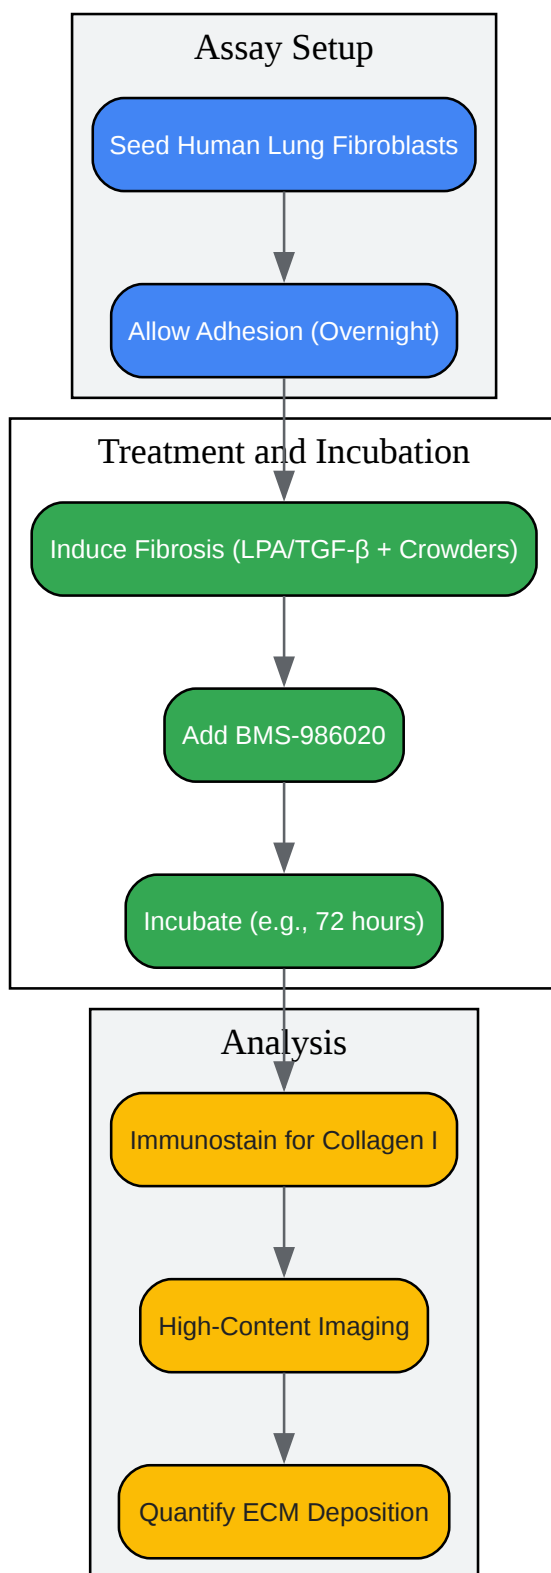 Assay Setup
Seed Human Lung Fibroblasts
Allow Adhesion (Overnight)
Treatment and Incubation
Induce Fibrosis (LPA/TGF-β + Crowders)
Add BMS-986020
Incubate (e.g., 72 hours)
Analysis
Immunostain for Collagen I
High-Content Imaging
Quantify ECM Deposition